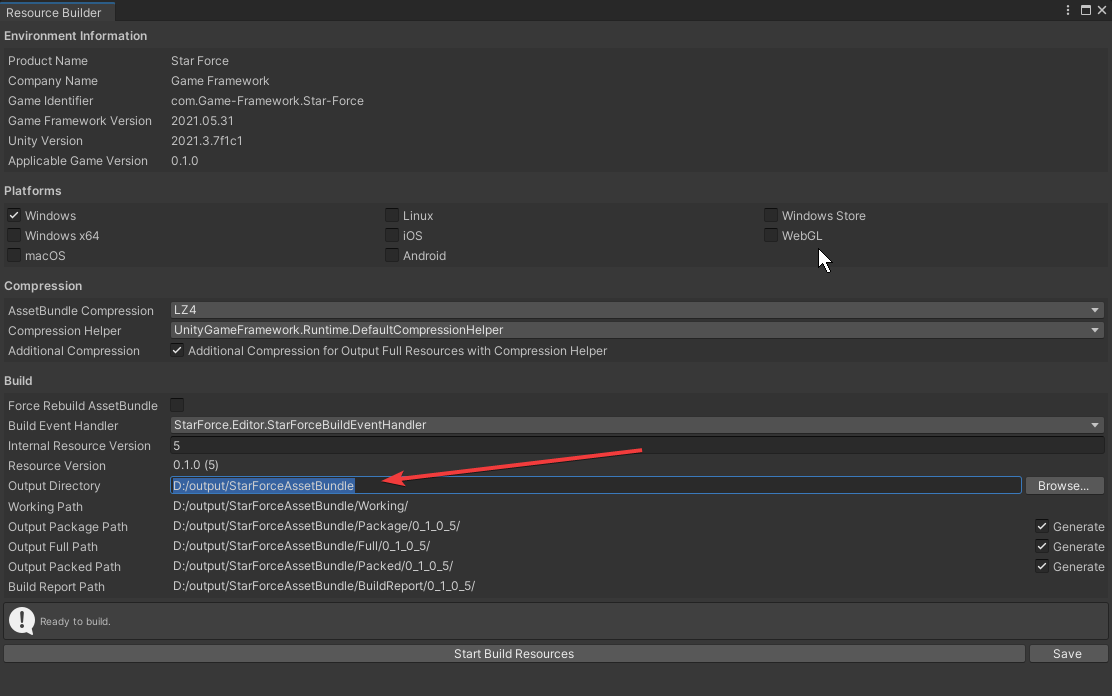 Resource Builder
Environment Information
Product Name Star Force
Company Name Game Framework
Game Identifier com.Game-Framework.Star-Force
Game Framework Version 2021.05.31
Unity Version 2021.3.7f1c1
Applicable Game Version 0.1.0
Platforms
Windows Linux Windows Store
Windows x64 iOS WebGL
macOS Android
Compression
AssetBundle Compression LZ4
Compression Helper UnityGameFramework.Runtime.DefaultCompressionHelper
Additional Compression Additional Compression for Output Full Resources with Compression Helper
Build
Force Rebuild AssetBundle
Build Event Handler StarForce.Editor.StarForceBuildEventHandler
Internal Resource Version 5
Resource Version 0.1.0 (5)
Output Directory D:/output/StarForceAssetBundle Browse...
Working Path D:/output/StarForceAssetBundle/Working/
Output Package Path D:/output/StarForceAssetBundle/Package/0_1_0_5/ Generate
Output Full Path D:/output/StarForceAssetBundle/Full/0_1_0_5/ Generate
Output Packed Path D:/output/StarForceAssetBundle/Packed/0_1_0_5/ Generate
Build Report Path D:/output/StarForceAssetBundle/BuildReport/0_1_0_5/
Ready to build.
Start Build Resources Save